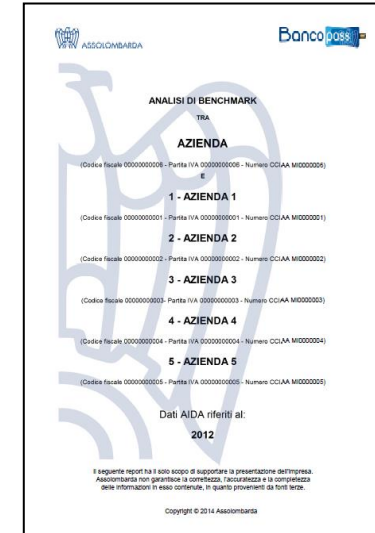 ASSOLOMBARDA
Bancopass
ANALISI DI BENCHMARK
TRA
AZIENDA
(Codice fiscale 00000000006 - Partita IVA 00000000006 - Numero CCIAA MI0000006)
E
1 - AZIENDA 1
(Codice fiscale 00000000001 - Partita IVA 00000000001 - Numero CCIAA MI0000001)
2 - AZIENDA 2
(Codice fiscale 00000000002 - Partita IVA 00000000002 - Numero CCIAA MI0000002)
3 - AZIENDA 3
(Codice fiscale 00000000003- Partita IVA 00000000003 - Numero CCIAA MI0000003)
4 - AZIENDA 4
(Codice fiscale 00000000004 - Partita IVA 00000000004 - Numero CCIAA MI0000004)
5 - AZIENDA 5
(Codice fiscale 00000000005 - Partita IVA 00000000005 - Numero CCIAA MI0000005)
Dati AIDA riferiti al:
2012
Il seguente report ha il solo scopo di supportare la presentazione dell'impresa.
Assolombarda non garantisce la correttezza, l'accuratezza e la completezza
delle informazioni in esso contenute, in quanto provenienti da fonti terze.
Copyright © 2014 Assolombarda